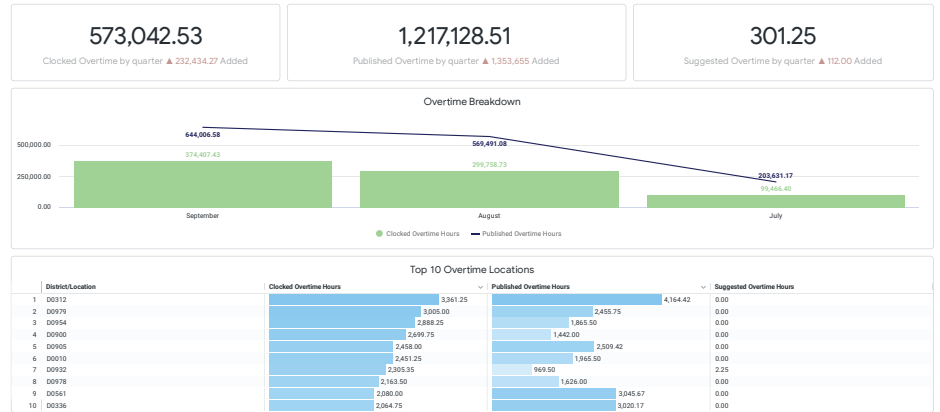 573,042.53
Clocked Overtime by quarter ▲ 232,434.27 Added
1,217,128.51
Published Overtime by quarter ▲ 1,353,655 Added
301.25
Suggested Overtime by quarter ▲ 112.00 Added
Overtime Breakdown
500,000.00
250,000.00
0.00
644,006.58
374,407.43
569,491.08
299,758.73
203,631.17
99,466.40
September August July
Clocked Overtime Hours Published Overtime Hours
Top 10 Overtime Locations
District/Location Clocked Overtime Hours Published Overtime Hours Suggested Overtime Hours
1 D0312 3,361.25 4,164.42 0.00
2 D0979 3,005.00 2,455.75 0.00
3 D0954 2,888.25 1,865.50 0.00
4 D0900 2,699.75 1,442.00 0.00
5 D0905 2,458.00 2,509.42 0.00
6 D0010 2,451.25 1,965.50 0.00
7 D0932 2,305.35 969.50 2.25
8 D0978 2,163.50 1,626.00 0.00
9 D0561 2,080.00 3,045.67 0.00
10 D0336 2,064.75 3,020.17 0.00